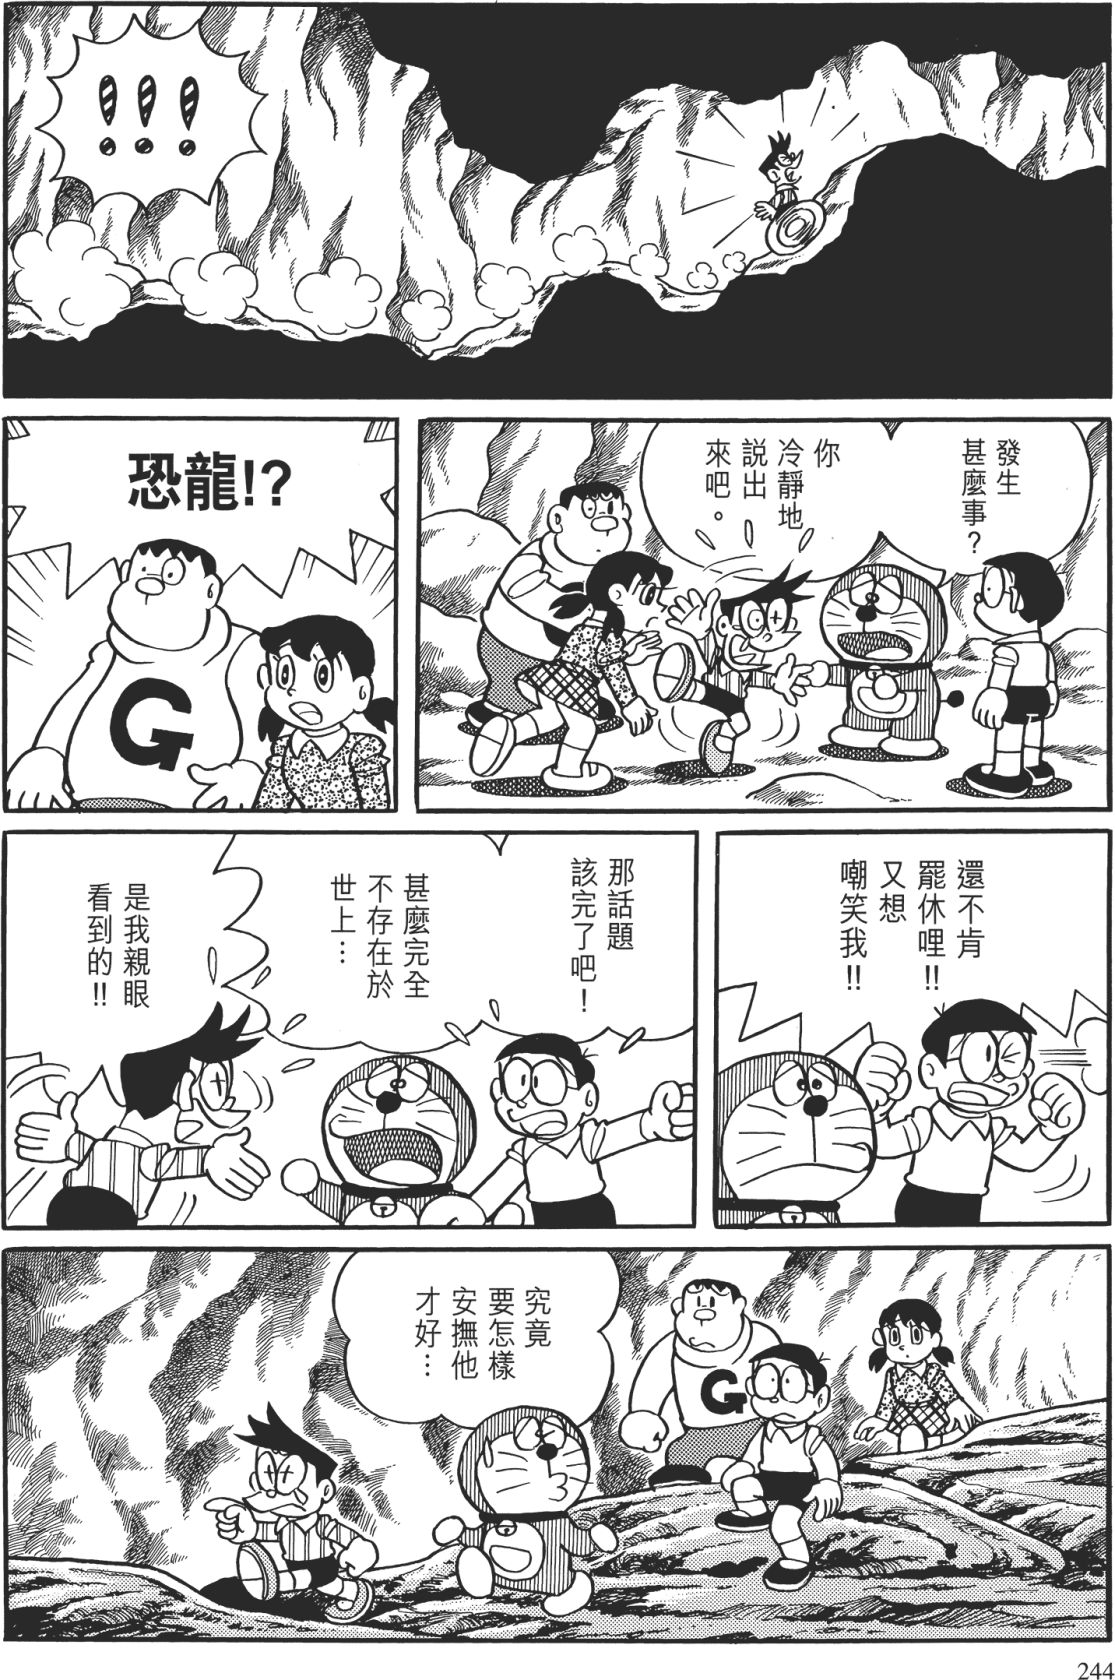 !!!
發生
甚麼事?
你
冷靜地
説出
來吧。
恐龍!?
G
還不肯
罷休哩!!
又想
嘲笑我!!
那話題
該完了吧!
甚麼完全
不存在於
世上…
是我親眼
看到的!!
究竟
要怎樣
安撫他
才好…
G
244